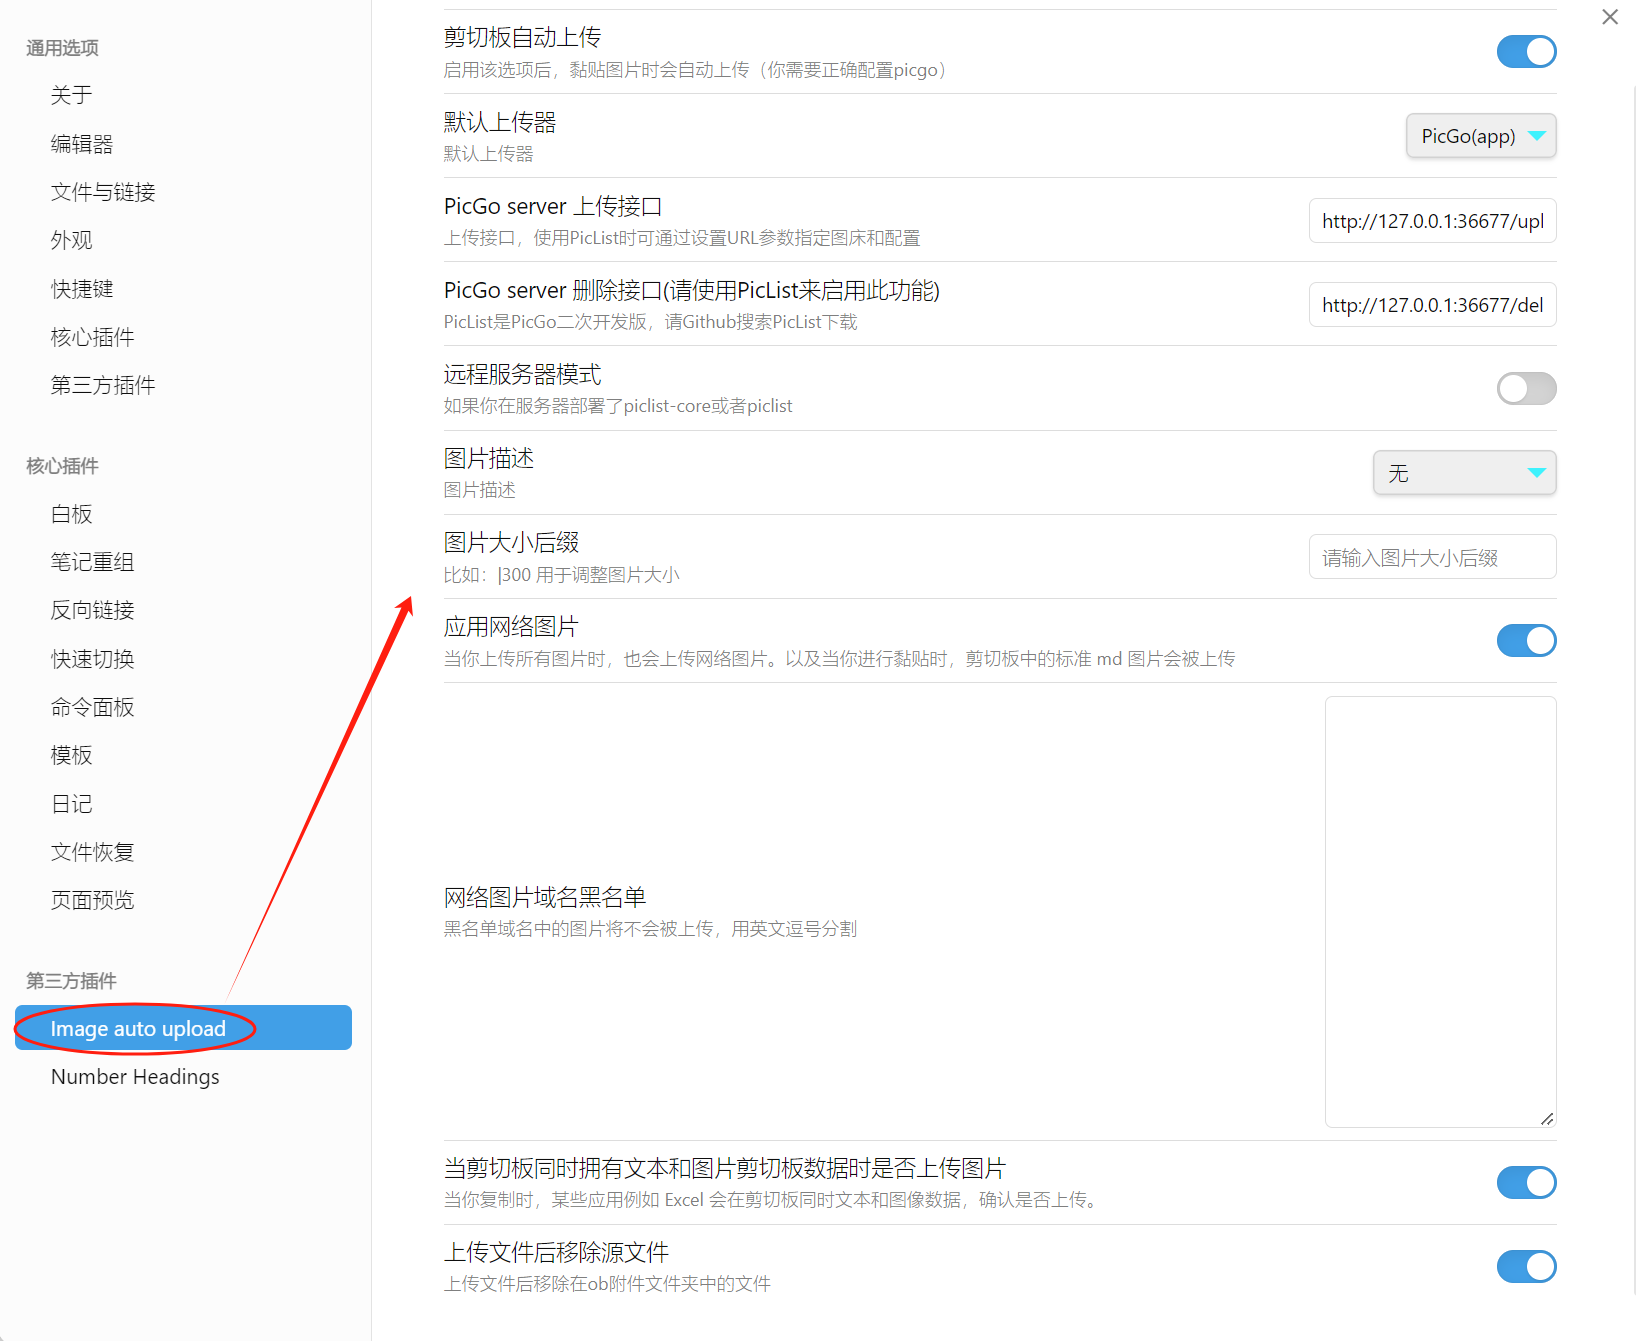 通用选项
关于
编辑器
文件与链接
外观
快捷键
核心插件
第三方插件
核心插件
白板
笔记重组
反向链接
快速切换
命令面板
模板
日记
文件恢复
页面预览
第三方插件
Image auto upload
Number Headings
剪切板自动上传
启用该选项后，黏贴图片时会自动上传（你需要正确配置picgo）
默认上传器
默认上传器
PicGo(app)
PicGo server 上传接口
上传接口，使用PicList时可通过设置URL参数指定图床和配置
http://127.0.0.1:36677/upl
PicGo server 删除接口(请使用PicList来启用此功能)
PicList是PicGo二次开发版，请Github搜索PicList下载
http://127.0.0.1:36677/del
远程服务器模式
如果你在服务器部署了piclist-core或者piclist
图片描述
图片描述
无
图片大小后缀
比如：|300 用于调整图片大小
请输入图片大小后缀
应用网络图片
当你上传所有图片时，也会上传网络图片。以及当你进行黏贴时，剪切板中的标准 md 图片会被上传
网络图片域名黑名单
黑名单域名中的图片将不会被上传，用英文逗号分割
当剪切板同时拥有文本和图片剪切板数据时是否上传图片
当你复制时，某些应用例如 Excel 会在剪切板同时文本和图像数据，确认是否上传。
上传文件后移除源文件
上传文件后移除在ob附件文件夹中的文件